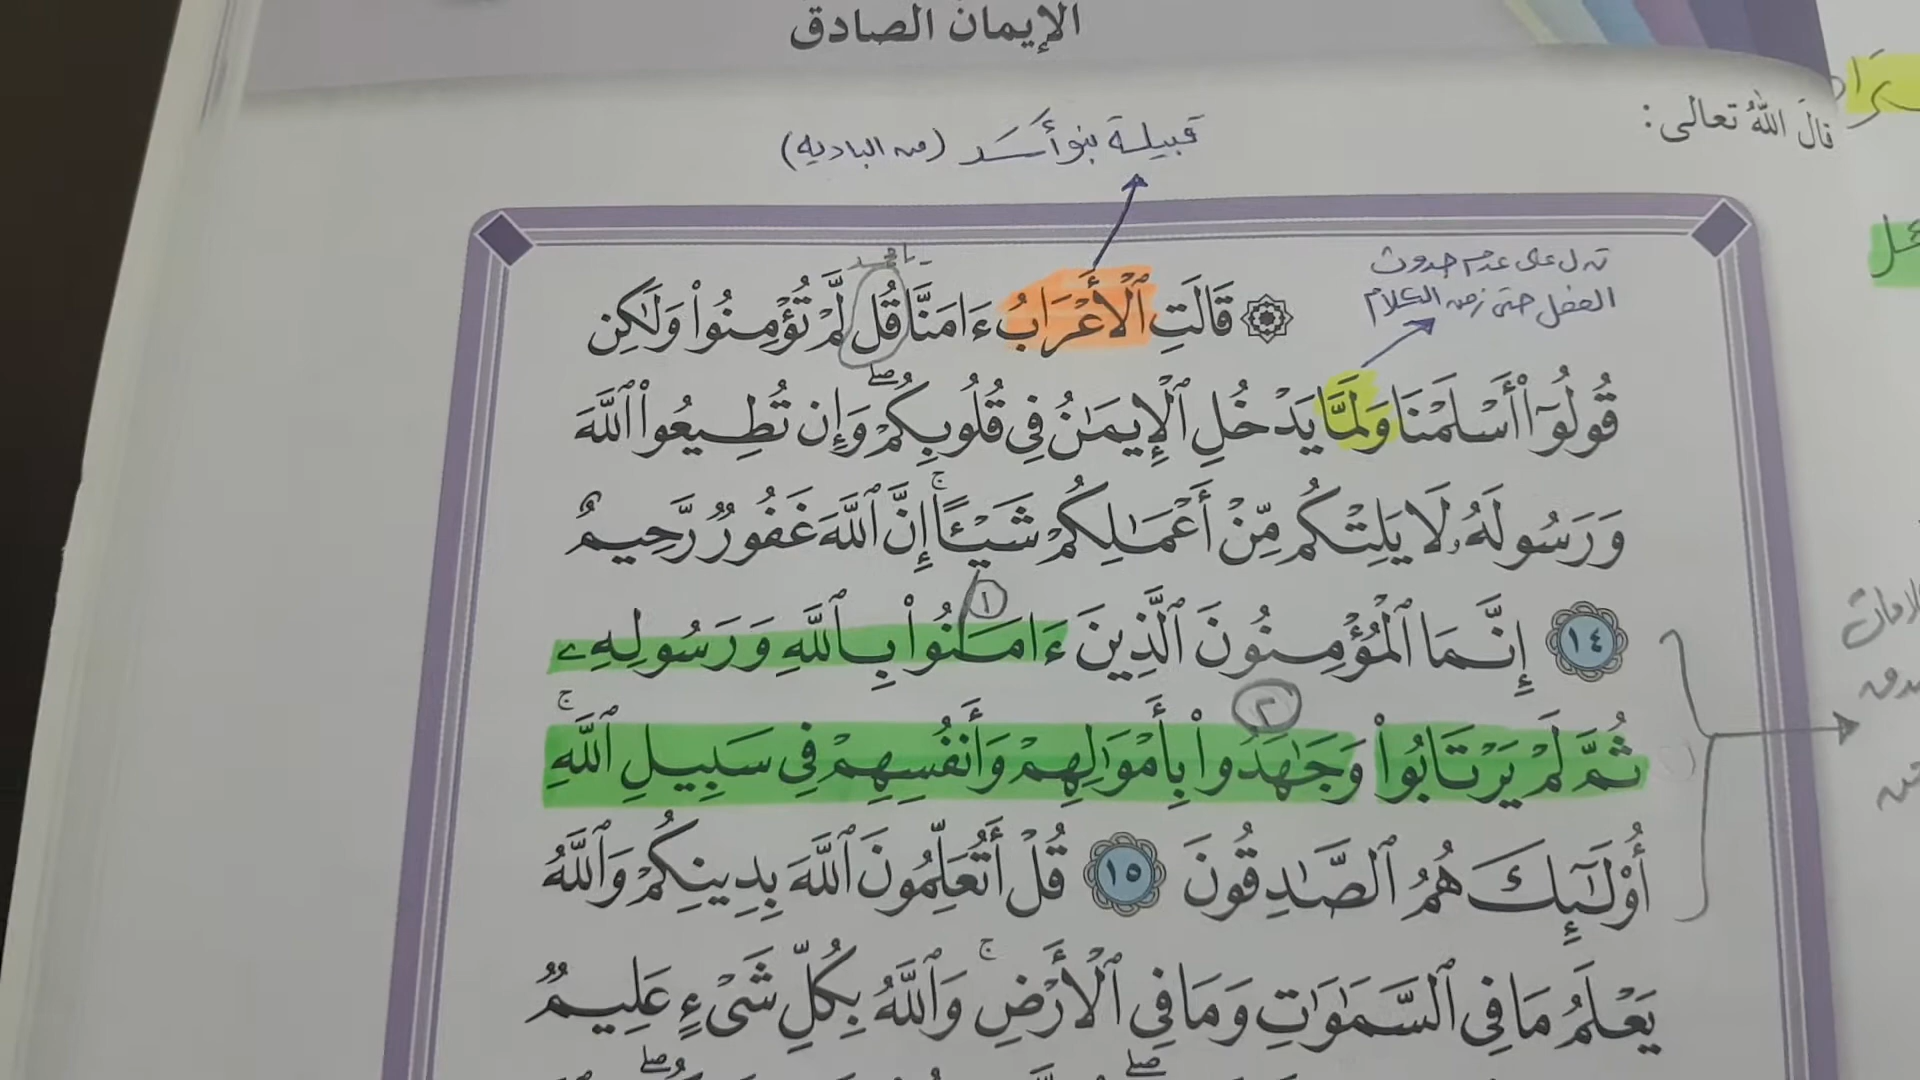 الإيمان الصادق
قالَ اللهُ تعالى:
قبيلة بنو أَسَد (من البادية)
تدل على عدم حدوث
الفعل حتى زمن الكلام
۞ قَالَتِ ٱلْأَعْرَابُ ءَامَنَّا قُل لَّمْ تُؤْمِنُوا۟ وَلَٰكِن
قُولُوٓا۟ أَسْلَمْنَا وَلَمَّا يَدْخُلِ ٱلْإِيمَٰنُ فِى قُلُوبِكُمْ ۖ وَإِن تُطِيعُوا۟ ٱللَّهَ
وَرَسُولَهُۥ لَا يَلِتْكُم مِّنْ أَعْمَٰلِكُمْ شَيْـًٔا ۚ إِنَّ ٱللَّهَ غَفُورٌ رَّحِيمٌ
١
١٤ إِنَّمَا ٱلْمُؤْمِنُونَ ٱلَّذِينَ ءَامَنُوا۟ بِٱللَّهِ وَرَسُولِهِۦ
٢
ثُمَّ لَمْ يَرْتَابُوا۟ وَجَٰهَدُوا۟ بِأَمْوَٰلِهِمْ وَأَنفُسِهِمْ فِى سَبِيلِ ٱللَّهِ ۚ
أُو۟لَٰٓئِكَ هُمُ ٱلصَّٰدِقُونَ ١٥ قُلْ أَتُعَلِّمُونَ ٱللَّهَ بِدِينِكُمْ وَٱللَّهُ
يَعْلَمُ مَا فِى ٱلسَّمَٰوَٰتِ وَمَا فِى ٱلْأَرْضِ ۚ وَٱللَّهُ بِكُلِّ شَىْءٍ عَلِيمٌ